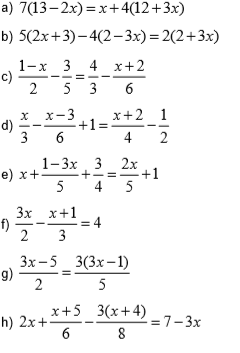 a) 7(13−2x)=x+4(12+3x)
b) 5(2x+3)−4(2−3x)=2(2+3x)
c) (1−x)/2 − 3/5 = 4/3 − (x+2)/6
d) x/3 − (x−3)/6 + 1 = (x+2)/4 − 1/2
e) x + (1−3x)/5 + 3/4 = 2x/5 + 1
f) 3x/2 − (x+1)/3 = 4
g) (3x−5)/2 = 3(3x−1)/5
h) 2x + (x+5)/6 − 3(x+4)/8 = 7−3x